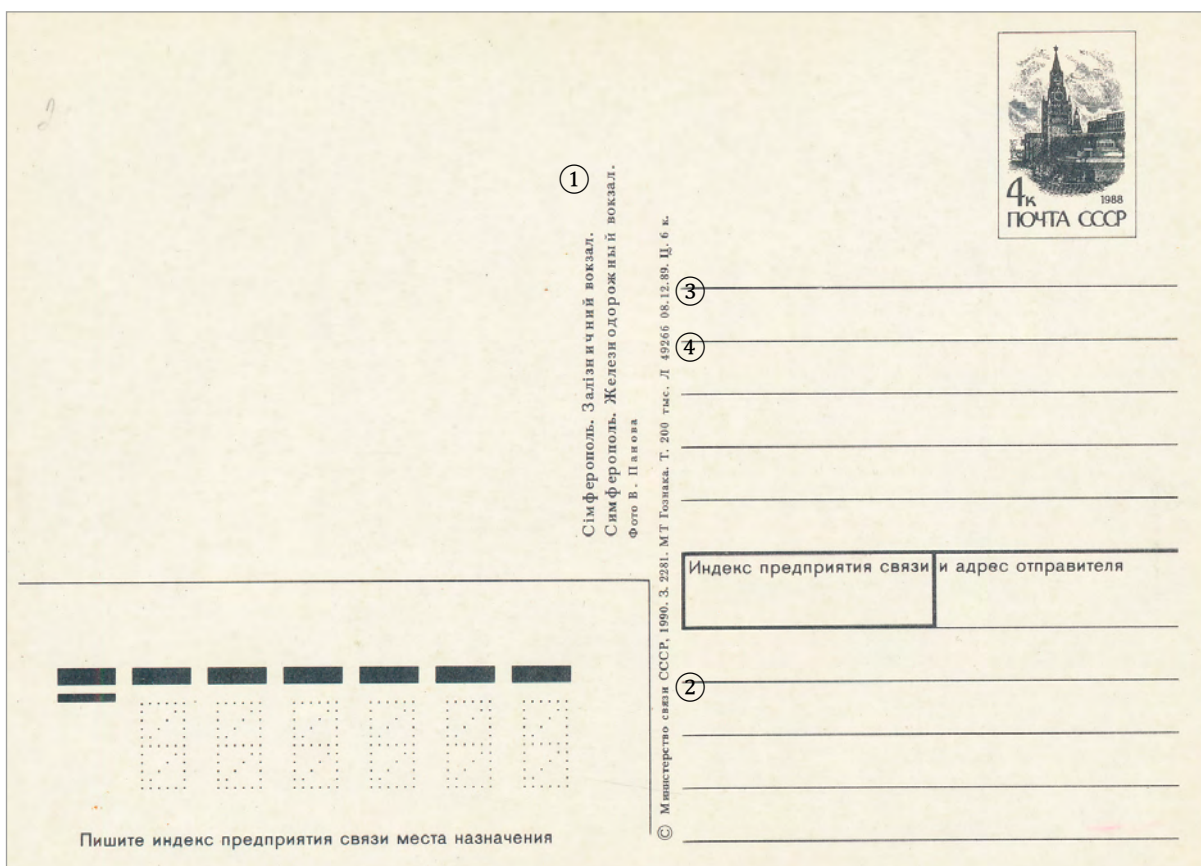 2
4к
1988
ПОЧТА СССР
①
Сімферополь. Залізничний вокзал.
Симферополь. Железнодорожный вокзал.
Фото В. Панова
© Министерство связи СССР, 1990. З. 2281. МТ Гознака. Т. 200 тыс. Л 49266 08.12.89. Ц. 6 к.
③
④
Индекс предприятия связи и адрес отправителя
②
Пишите индекс предприятия связи места назначения